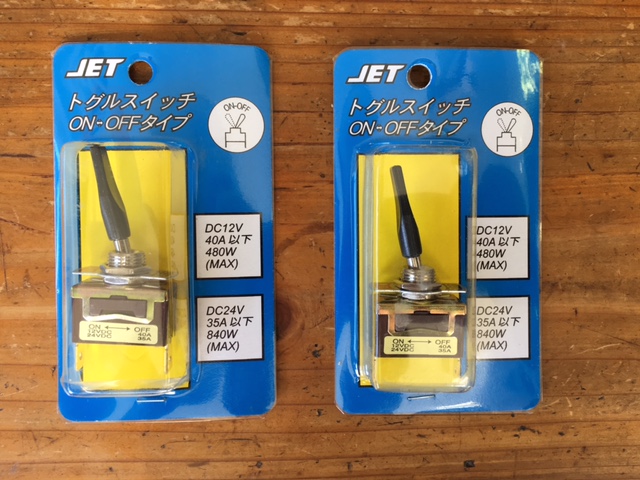 JET
トグルスイッチ
ON-OFFタイプ
ON-OFF
DC12V
40A以下
480W
(MAX)
DC24V
35A以下
840W
(MAX)
ON ←→ OFF
12VDC 40A
24VDC 35A
JET
トグルスイッチ
ON-OFFタイプ
ON-OFF
DC12V
40A以下
480W
(MAX)
DC24V
35A以下
840W
(MAX)
ON ←→ OFF
12VDC 40A
24VDC 35A